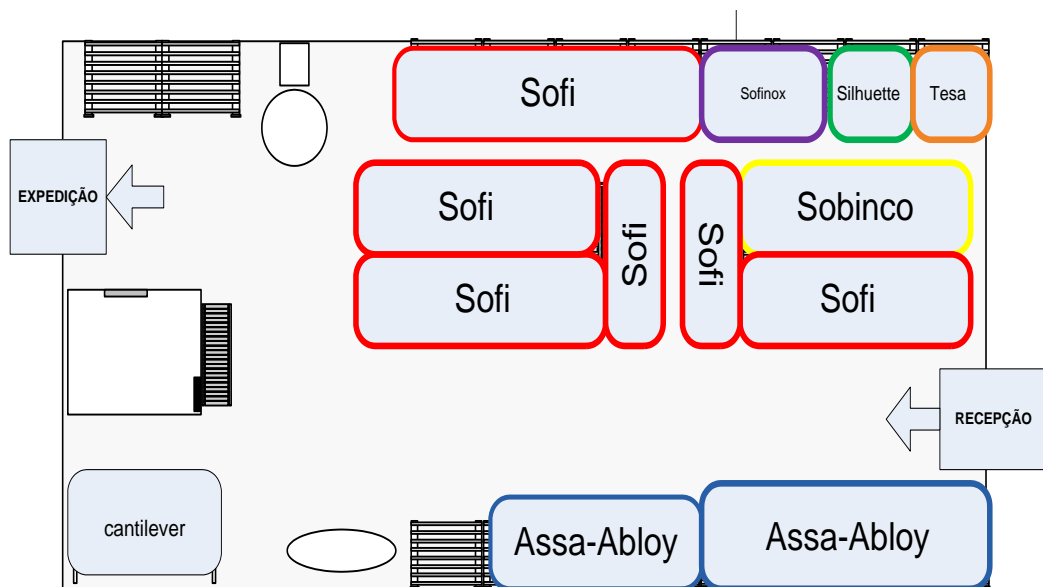 Sofi
Sofinox
Silhuette
Tesa
EXPEDIÇÃO
Sofi
Sofi
Sofi
Sobinco
Sofi
Sofi
RECEPÇÃO
cantilever
Assa-Abloy
Assa-Abloy